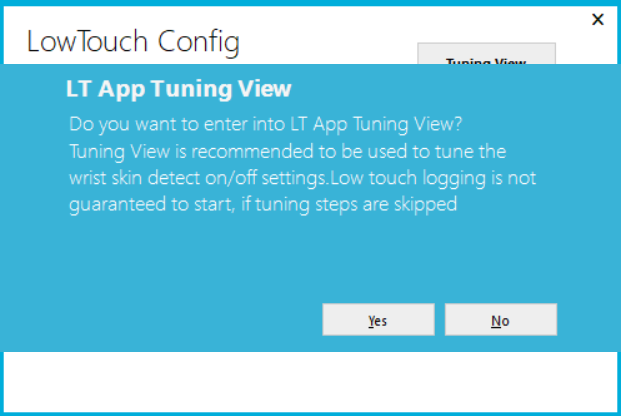 LowTouch Config
Tuning View
LT App Tuning View
Do you want to enter into LT App Tuning View?
Tuning View is recommended to be used to tune the
wrist skin detect on/off settings.Low touch logging is not
guaranteed to start, if tuning steps are skipped
Yes
No